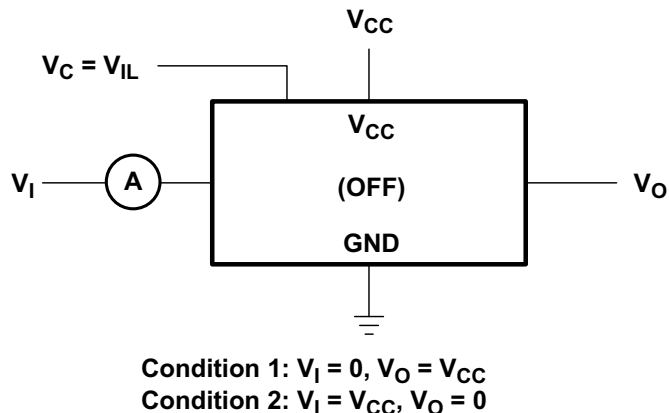 VCC
VC = VIL
VCC
VI
A
(OFF)
VO
GND
Condition 1: VI = 0, VO = VCC
Condition 2: VI = VCC, VO = 0